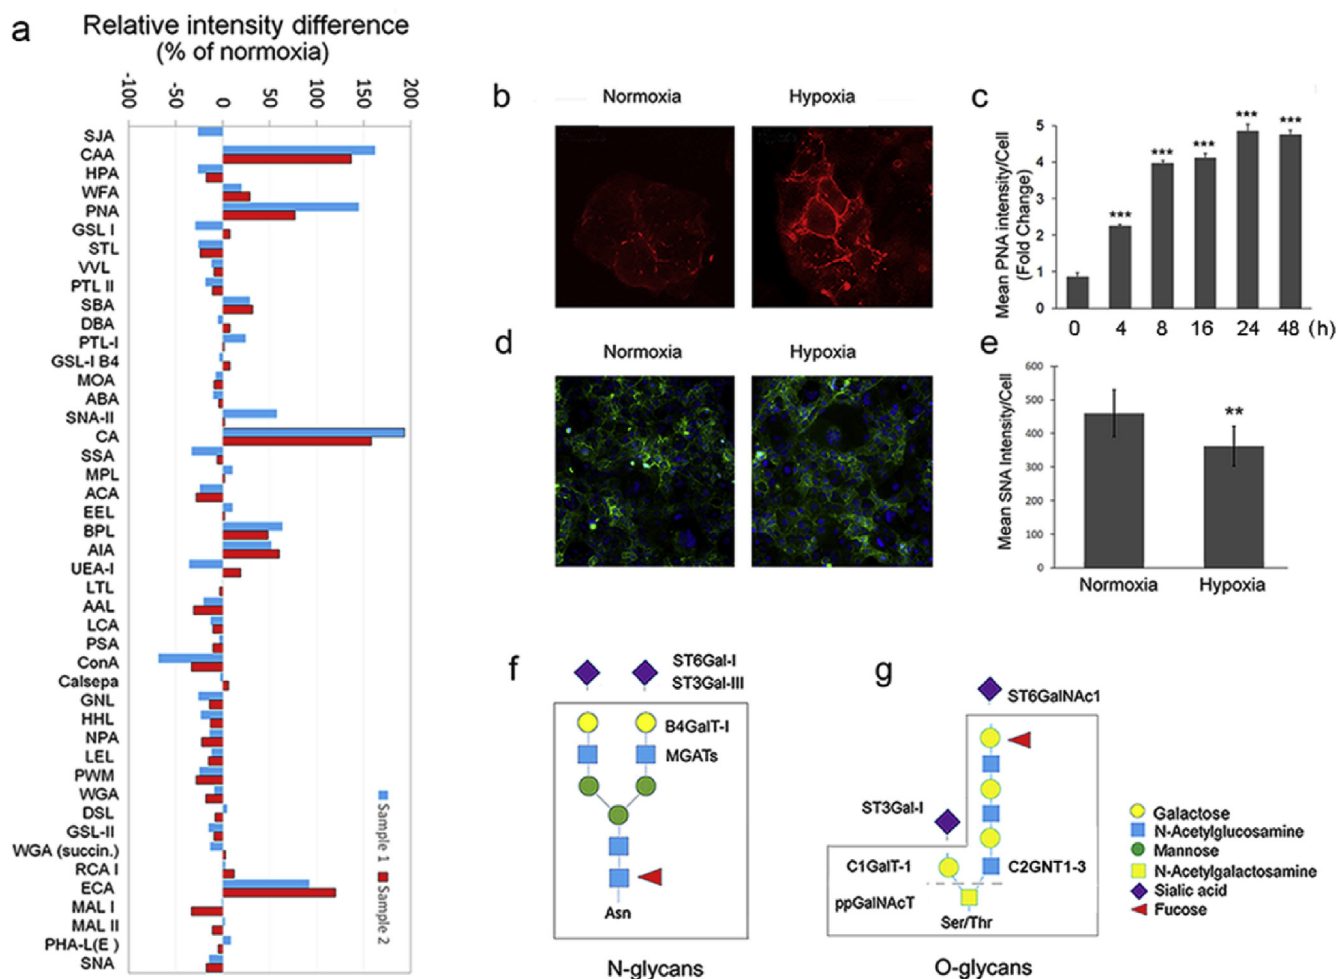 a
Relative intensity difference
(% of normoxia)
-100
-50
0
50
100
150
200
SJA
CAA
HPA
WFA
PNA
GSL I
STL
VVL
PTL II
SBA
DBA
PTL-I
GSL-I B4
MOA
ABA
SNA-II
CA
SSA
MPL
ACA
EEL
BPL
AIA
UEA-I
LTL
AAL
LCA
PSA
ConA
Calsepa
GNL
HHL
NPA
LEL
PWM
WGA
DSL
GSL-II
WGA (succin.)
RCA I
ECA
MAL I
MAL II
PHA-L(E )
SNA
Sample 1
Sample 2
b
Normoxia
Hypoxia
c
Mean PNA intensity/Cell
(Fold Change)
5
4
3
2
1
0
***
***
***
***
***
0
4
8
16
24
48
(h)
d
Normoxia
Hypoxia
e
Mean SNA Intensity/Cell
600
500
400
300
200
100
0
**
Normoxia
Hypoxia
f
ST6Gal-I
ST3Gal-III
B4GalT-I
MGATs
Asn
N-glycans
g
ST6GalNAc1
ST3Gal-I
C1GalT-1
C2GNT1-3
ppGalNAcT
Ser/Thr
O-glycans
Galactose
N-Acetylglucosamine
Mannose
N-Acetylgalactosamine
Sialic acid
Fucose